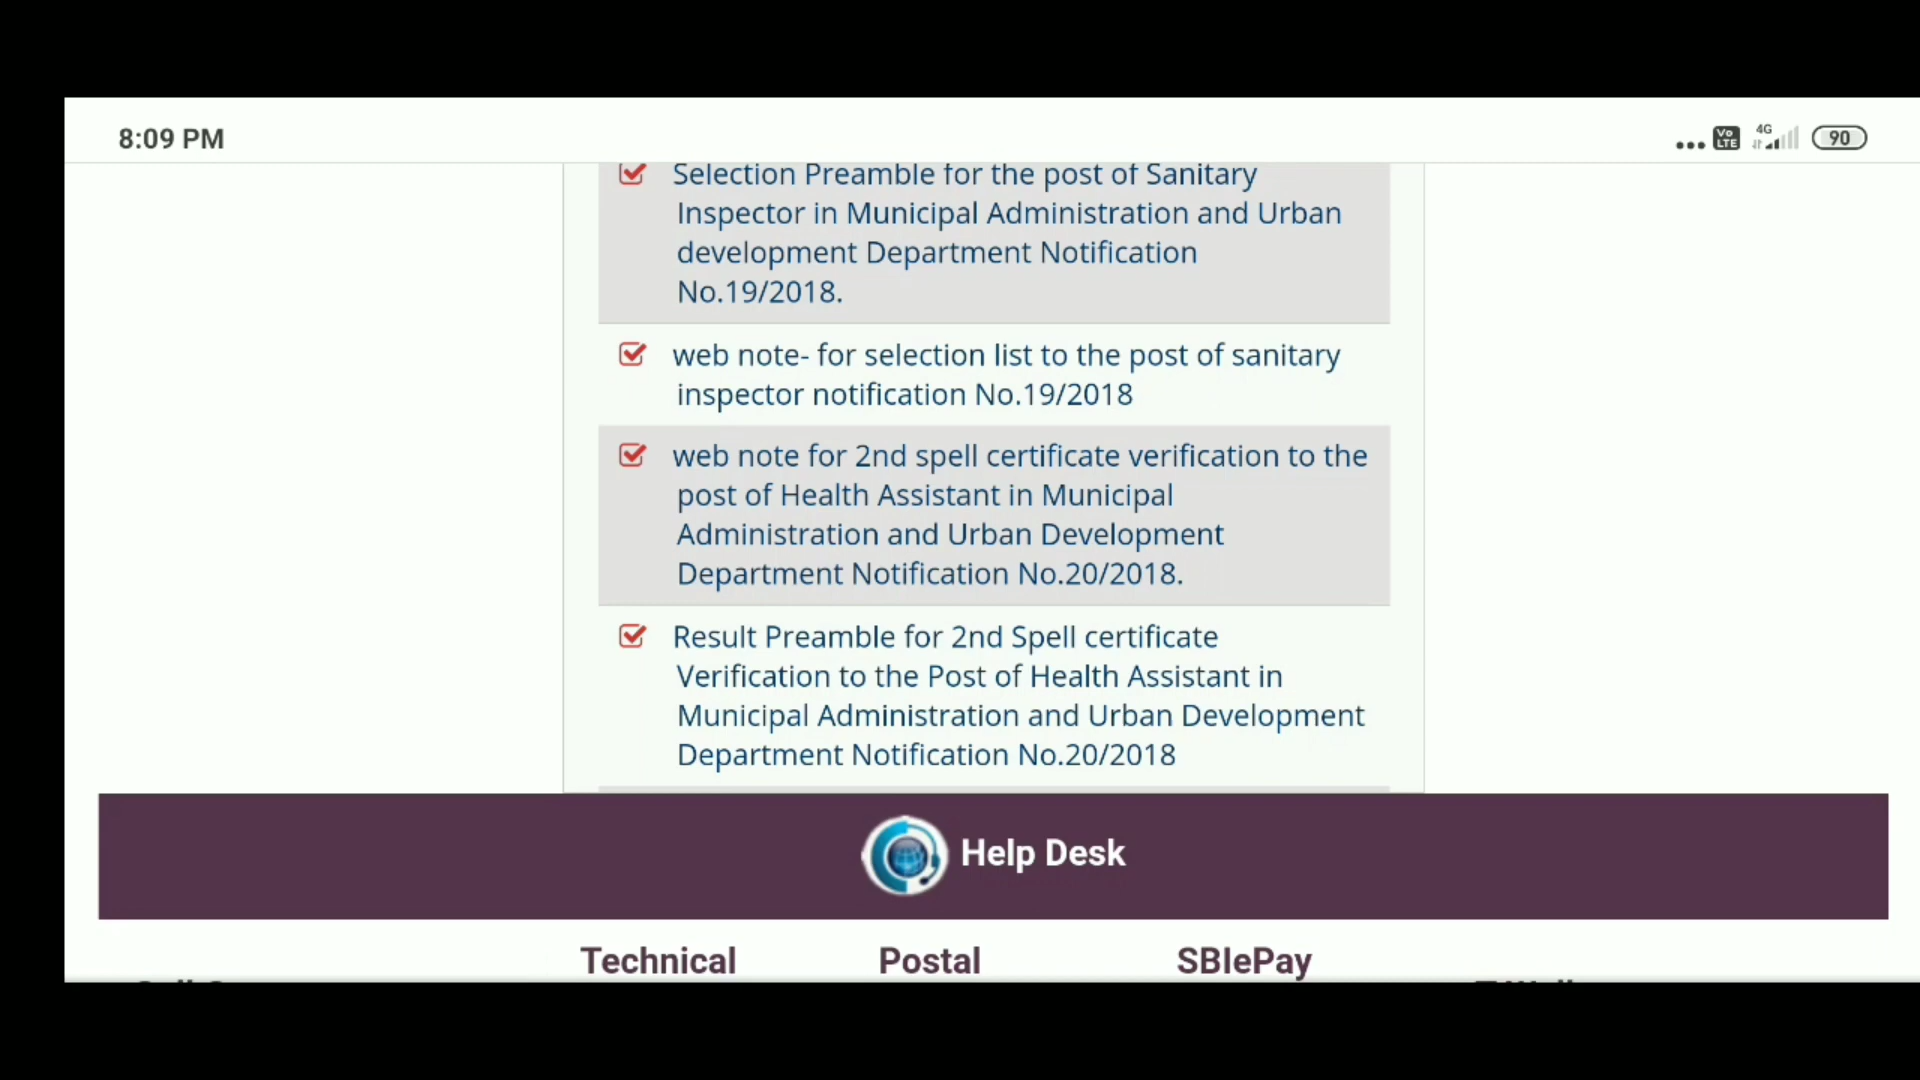 8:09 PM
Vo LTE 4G 90
Selection Preamble for the post of Sanitary
Inspector in Municipal Administration and Urban
development Department Notification
No.19/2018.
web note- for selection list to the post of sanitary
inspector notification No.19/2018
web note for 2nd spell certificate verification to the
post of Health Assistant in Municipal
Administration and Urban Development
Department Notification No.20/2018.
Result Preamble for 2nd Spell certificate
Verification to the Post of Health Assistant in
Municipal Administration and Urban Development
Department Notification No.20/2018
Help Desk
Technical Postal SBIePay